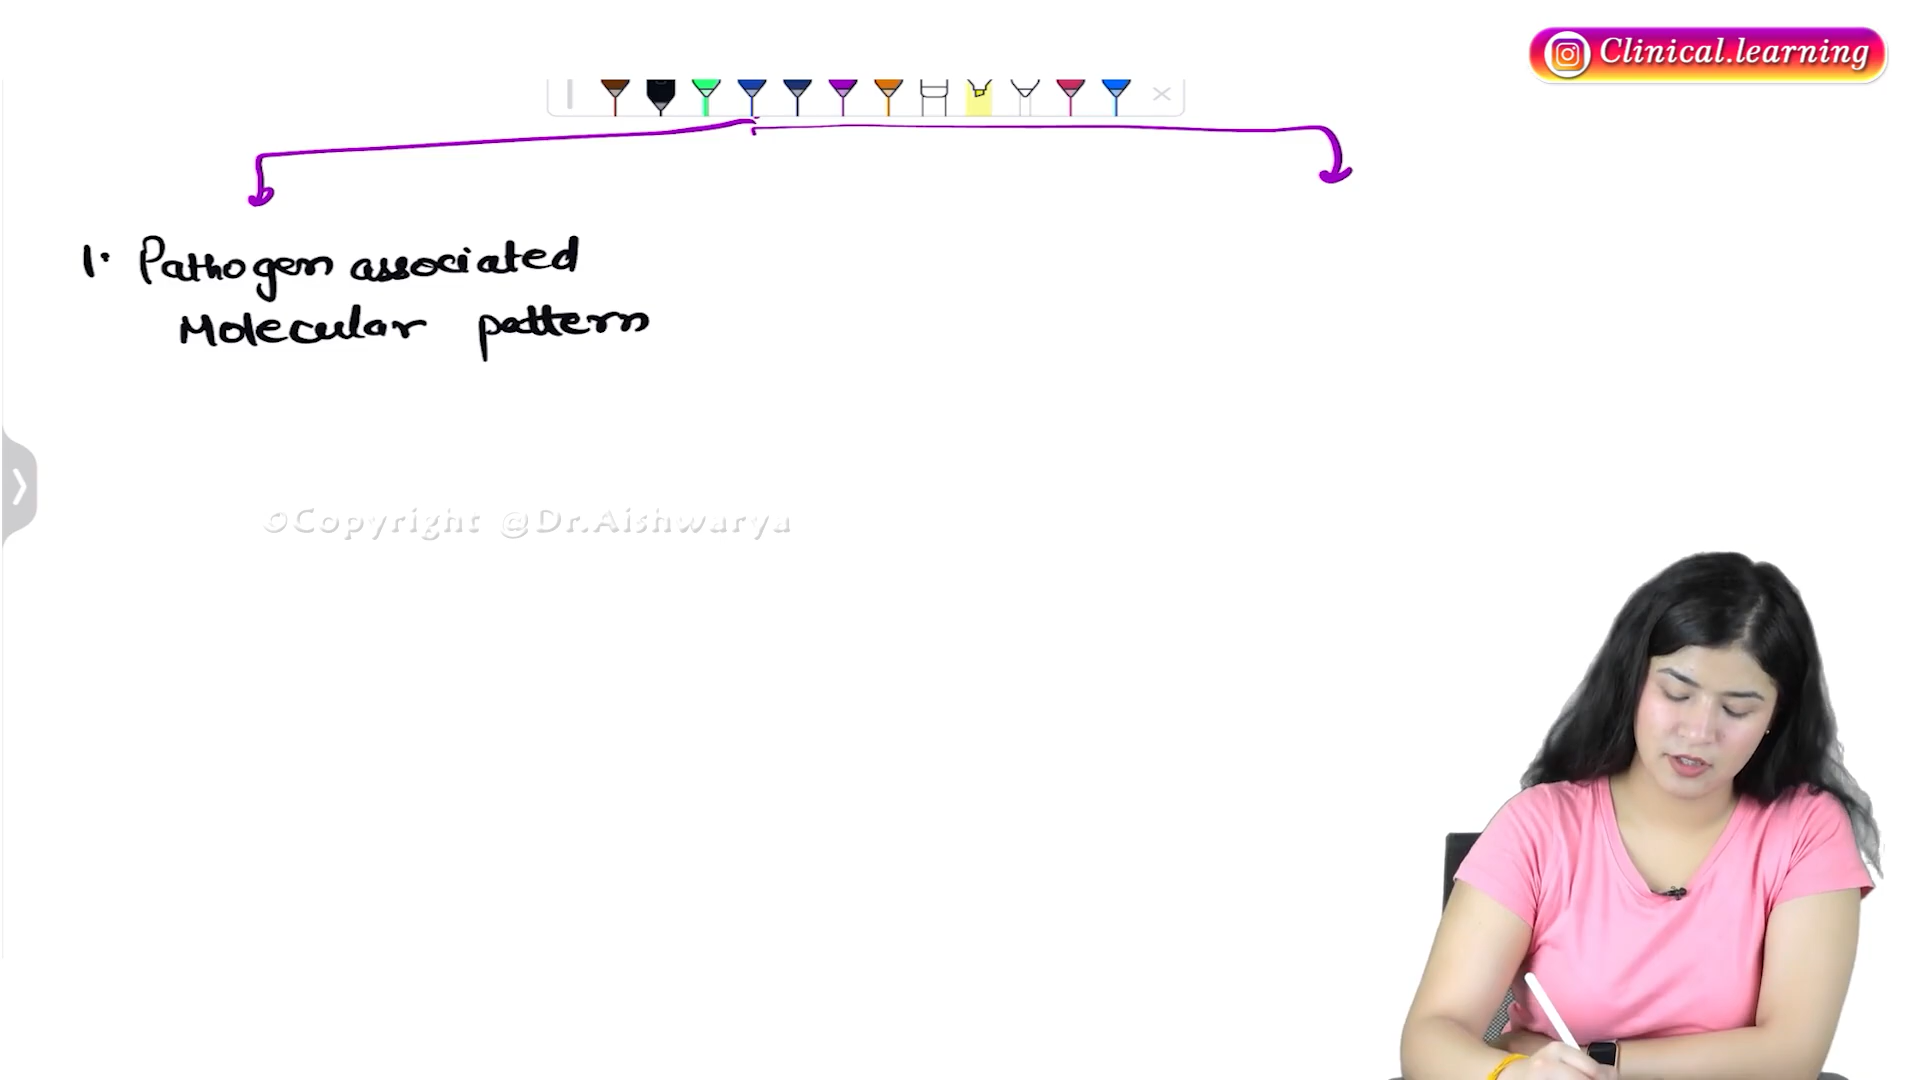 Clinical.learning
1. Pathogen associated
Molecular pattern
©Copyright @Dr.Aishwarya